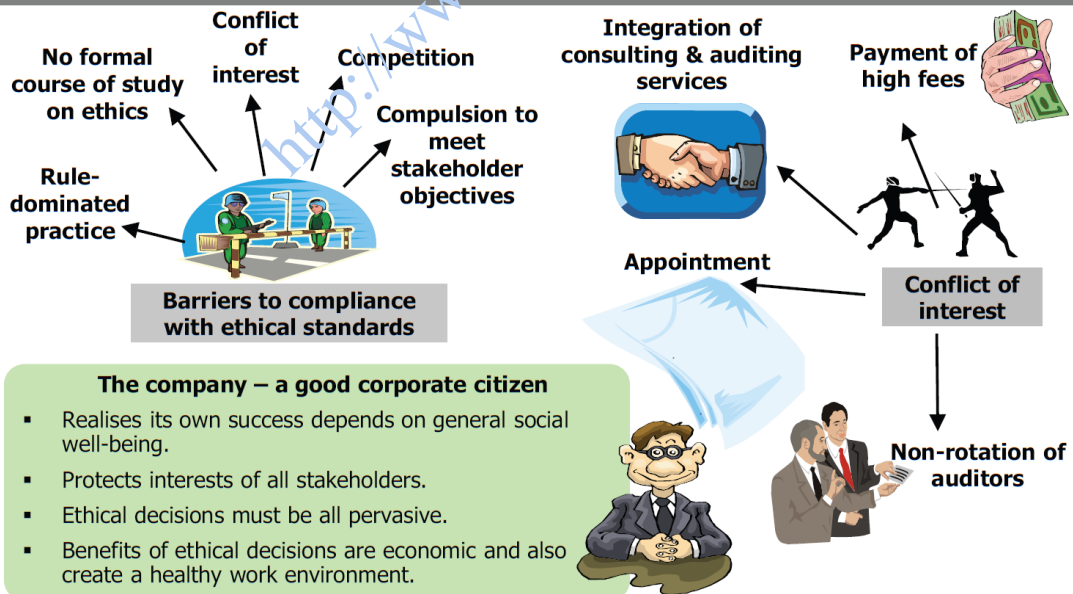 No formal
course of study
on ethics
Conflict
of
interest
Competition
Compulsion to
meet
stakeholder
objectives
Rule-
dominated
practice
Barriers to compliance
with ethical standards
http://ww
Integration of
consulting & auditing
services
Payment of
high fees
Appointment
Conflict of
interest
Non-rotation of
auditors
The company – a good corporate citizen
▪ Realises its own success depends on general social
well-being.
▪ Protects interests of all stakeholders.
▪ Ethical decisions must be all pervasive.
▪ Benefits of ethical decisions are economic and also
create a healthy work environment.